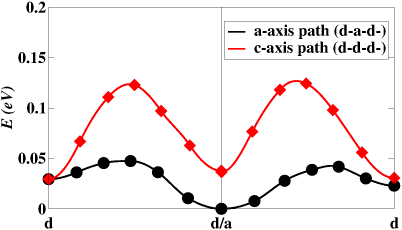 0.2
a-axis path (d-a-d-)
c-axis path (d-d-d-)
0.15
E (eV)
0.1
0.05
0
d
d/a
d